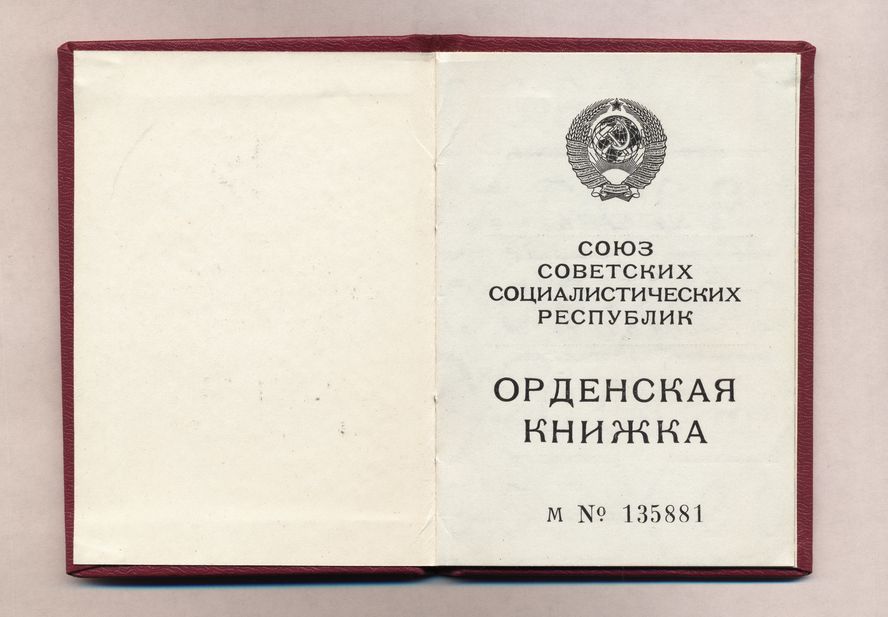 СОЮЗ
СОВЕТСКИХ
СОЦИАЛИСТИЧЕСКИХ
РЕСПУБЛИК
ОРДЕНСКАЯ
КНИЖКА
М № 135881